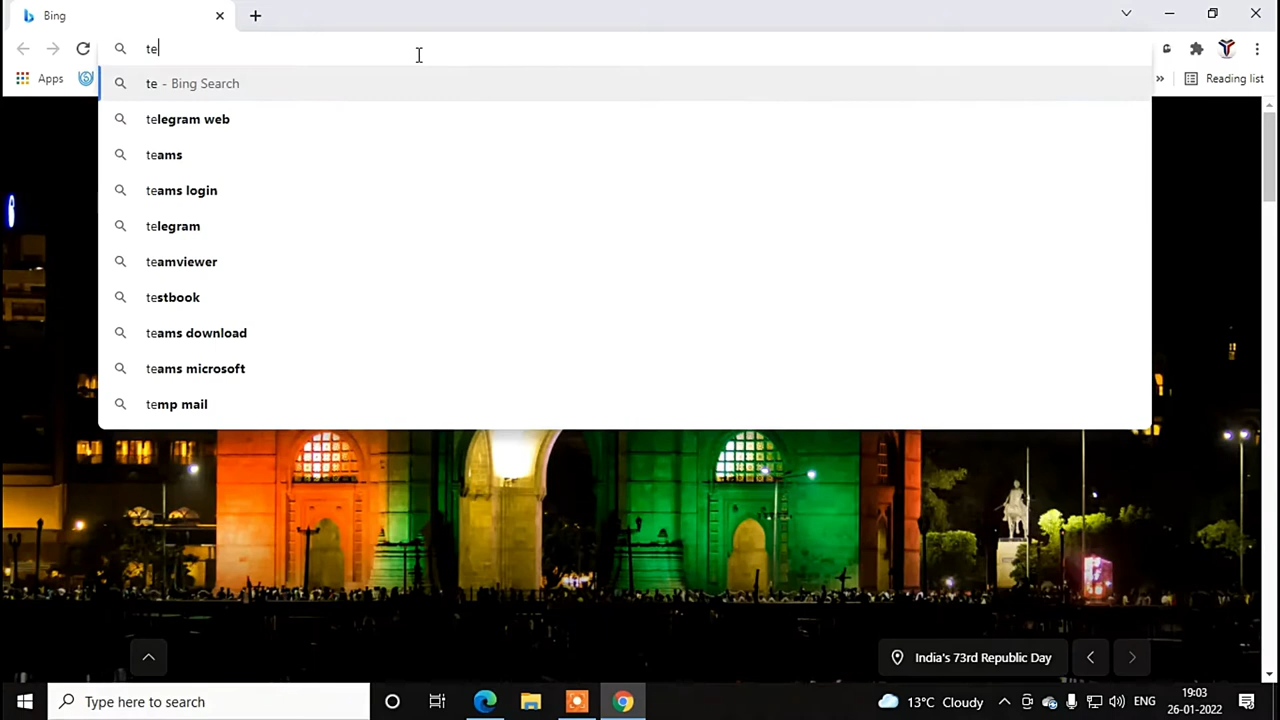 Bing
te
Apps
Reading list
te - Bing Search
telegram web
teams
teams login
telegram
teamviewer
testbook
teams download
teams microsoft
temp mail
India's 73rd Republic Day
Type here to search
13°C Cloudy
ENG
19:03
26-01-2022